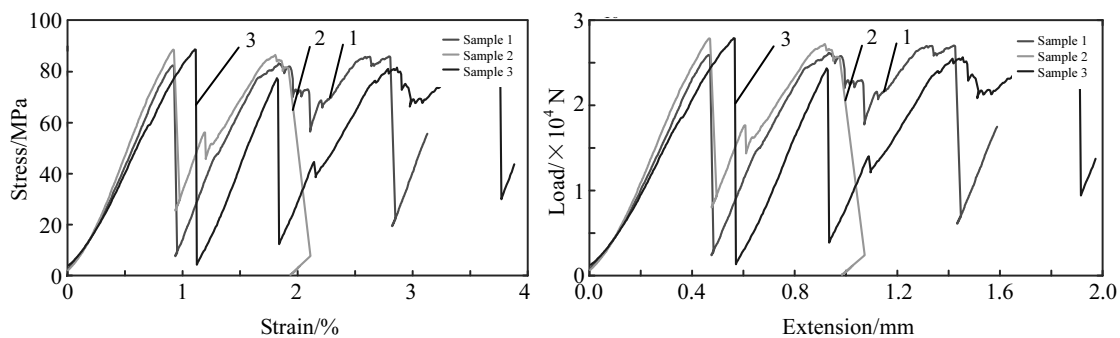 100
80
60
40
20
0
Stress/MPa
0 1 2 3 4
Strain/%
3 2 1
Sample 1
Sample 2
Sample 3
3
2
1
0
Load/×10⁴ N
0.0 0.4 0.8 1.2 1.6 2.0
Extension/mm
3 2 1
Sample 1
Sample 2
Sample 3